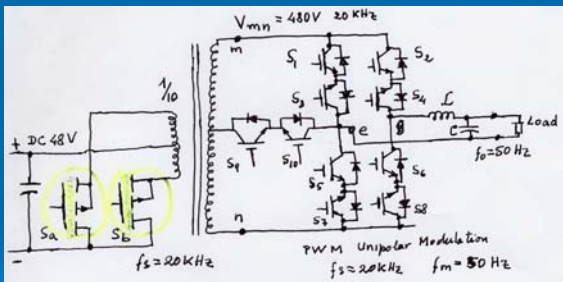 Vmn = 480V 20 KHz
m
S1
S2
1/10
S3
S4
L
Load
+ DC 48V
e
C
g
S9
S10
fo = 50 Hz
S5
S6
S7
S8
n
Sa
Sb
-
PWM Unipolar Modulation
fs = 20KHz
fs = 20KHz fm = 50 Hz